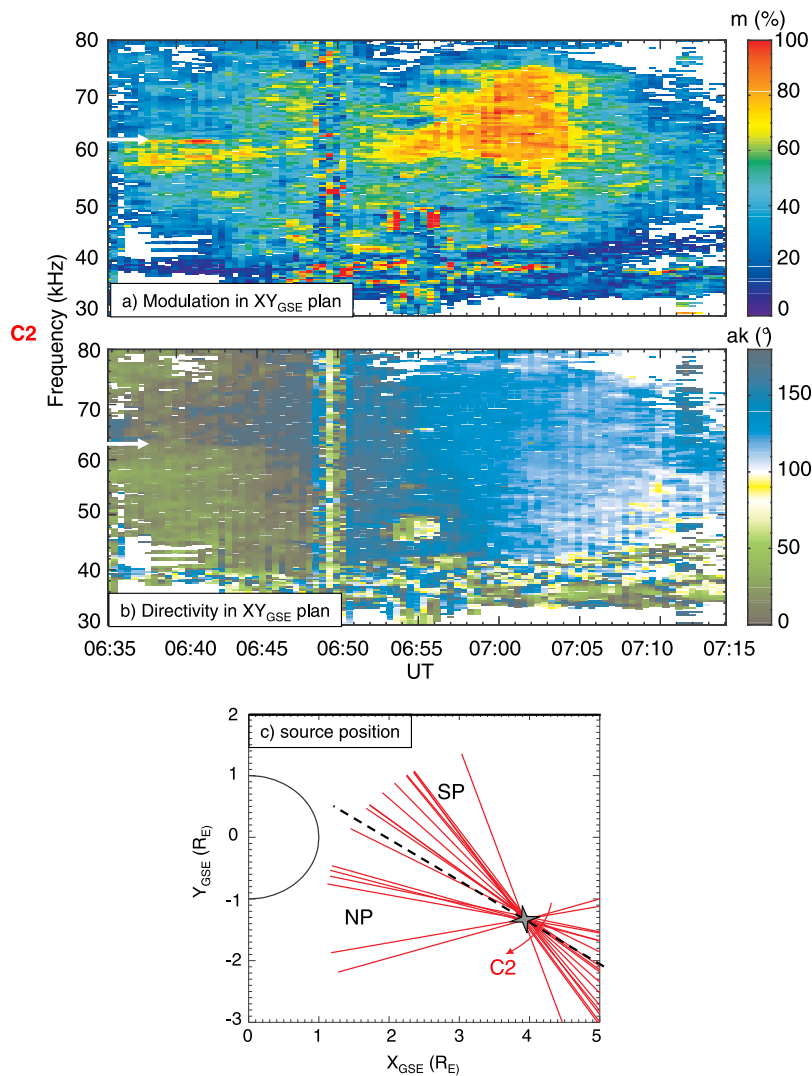 m (%)
80
70
60
50
40
30
100
80
60
40
20
0
a) Modulation in XY_GSE plan
C2
Frequency (kHz)
ak (°)
80
70
60
50
40
30
150
100
50
0
b) Directivity in XY_GSE plan
06:35 06:40 06:45 06:50 06:55 07:00 07:05 07:10 07:15
UT
c) source position
2
1
0
-1
-2
-3
Y_GSE (R_E)
SP
NP
C2
0 1 2 3 4 5
X_GSE (R_E)